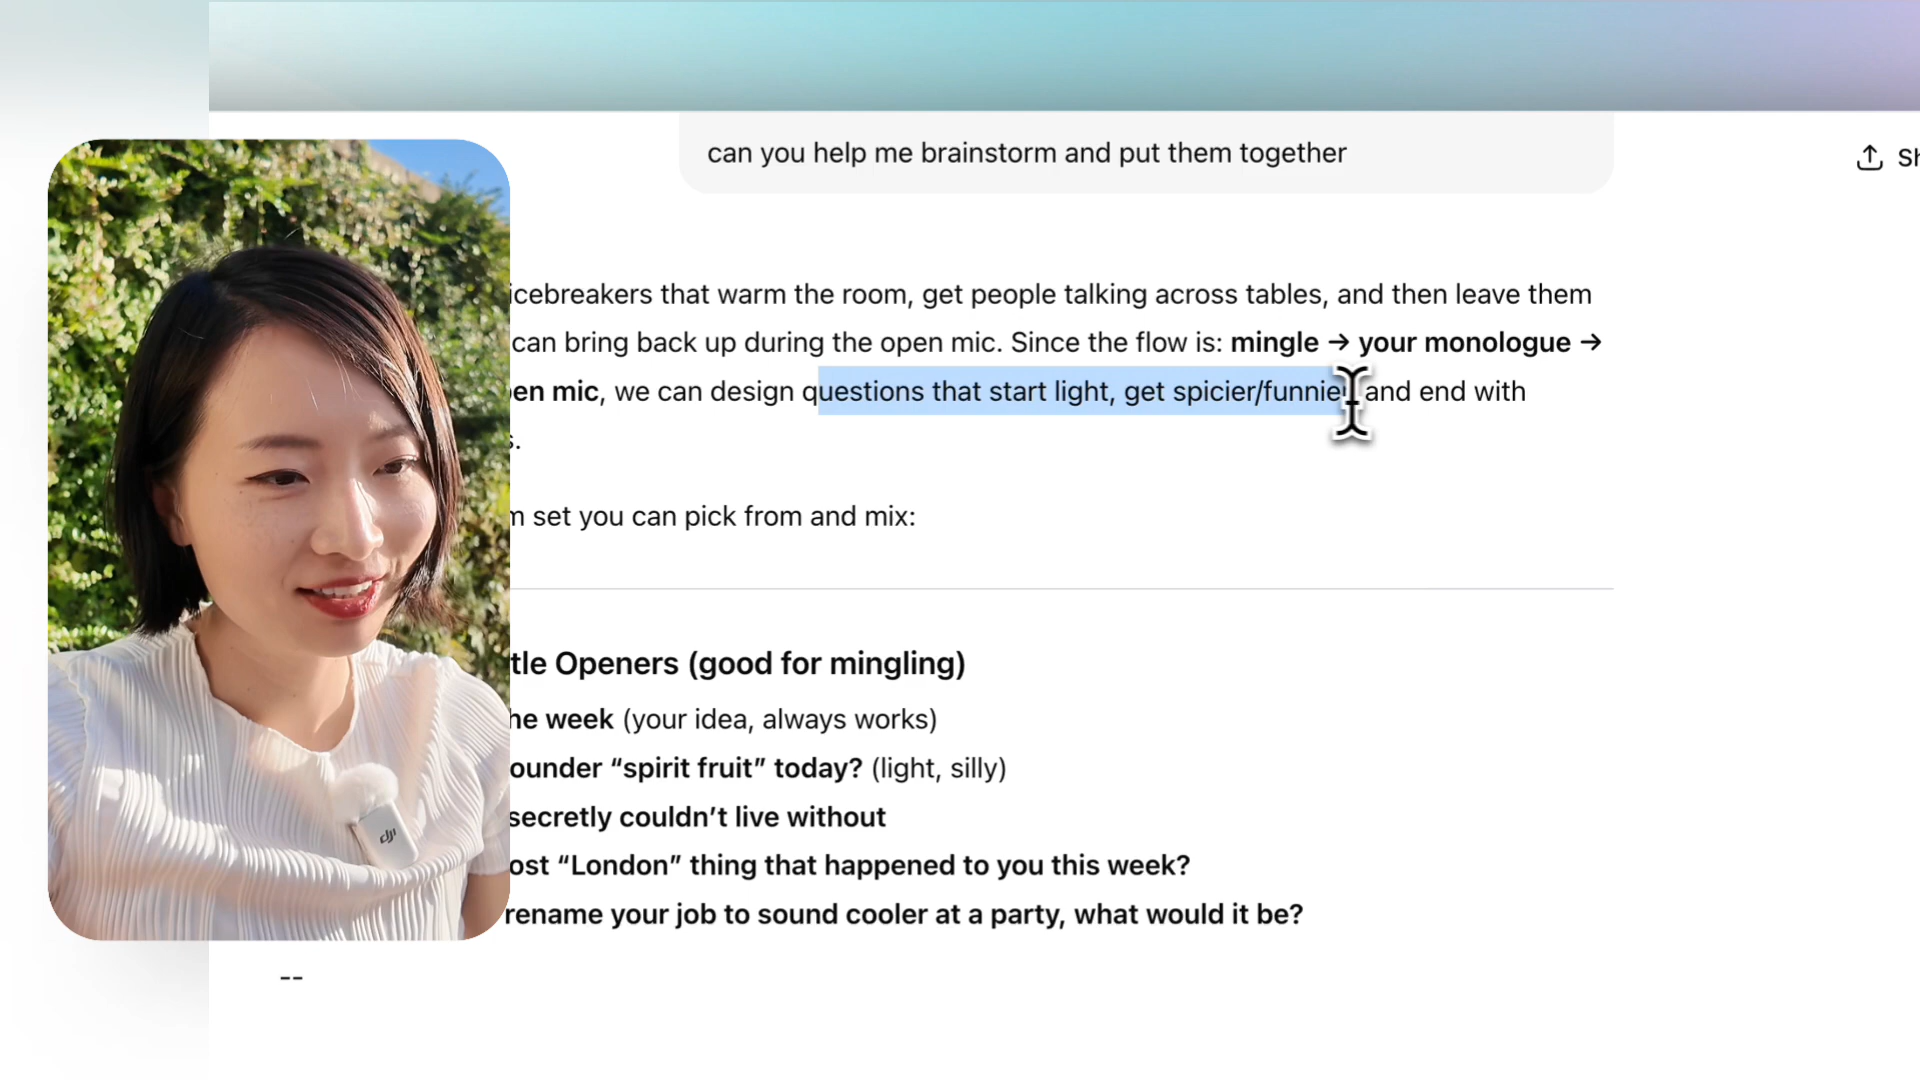 can you help me brainstorm and put them together
Sh
icebreakers that warm the room, get people talking across tables, and then leave them
can bring back up during the open mic. Since the flow is: mingle → your monologue →
en mic, we can design questions that start light, get spicier/funnie and end with
s.
set you can pick from and mix:
tle Openers (good for mingling)
he week (your idea, always works)
ounder “spirit fruit” today? (light, silly)
secretly couldn’t live without
ost “London” thing that happened to you this week?
rename your job to sound cooler at a party, what would it be?
--
dji